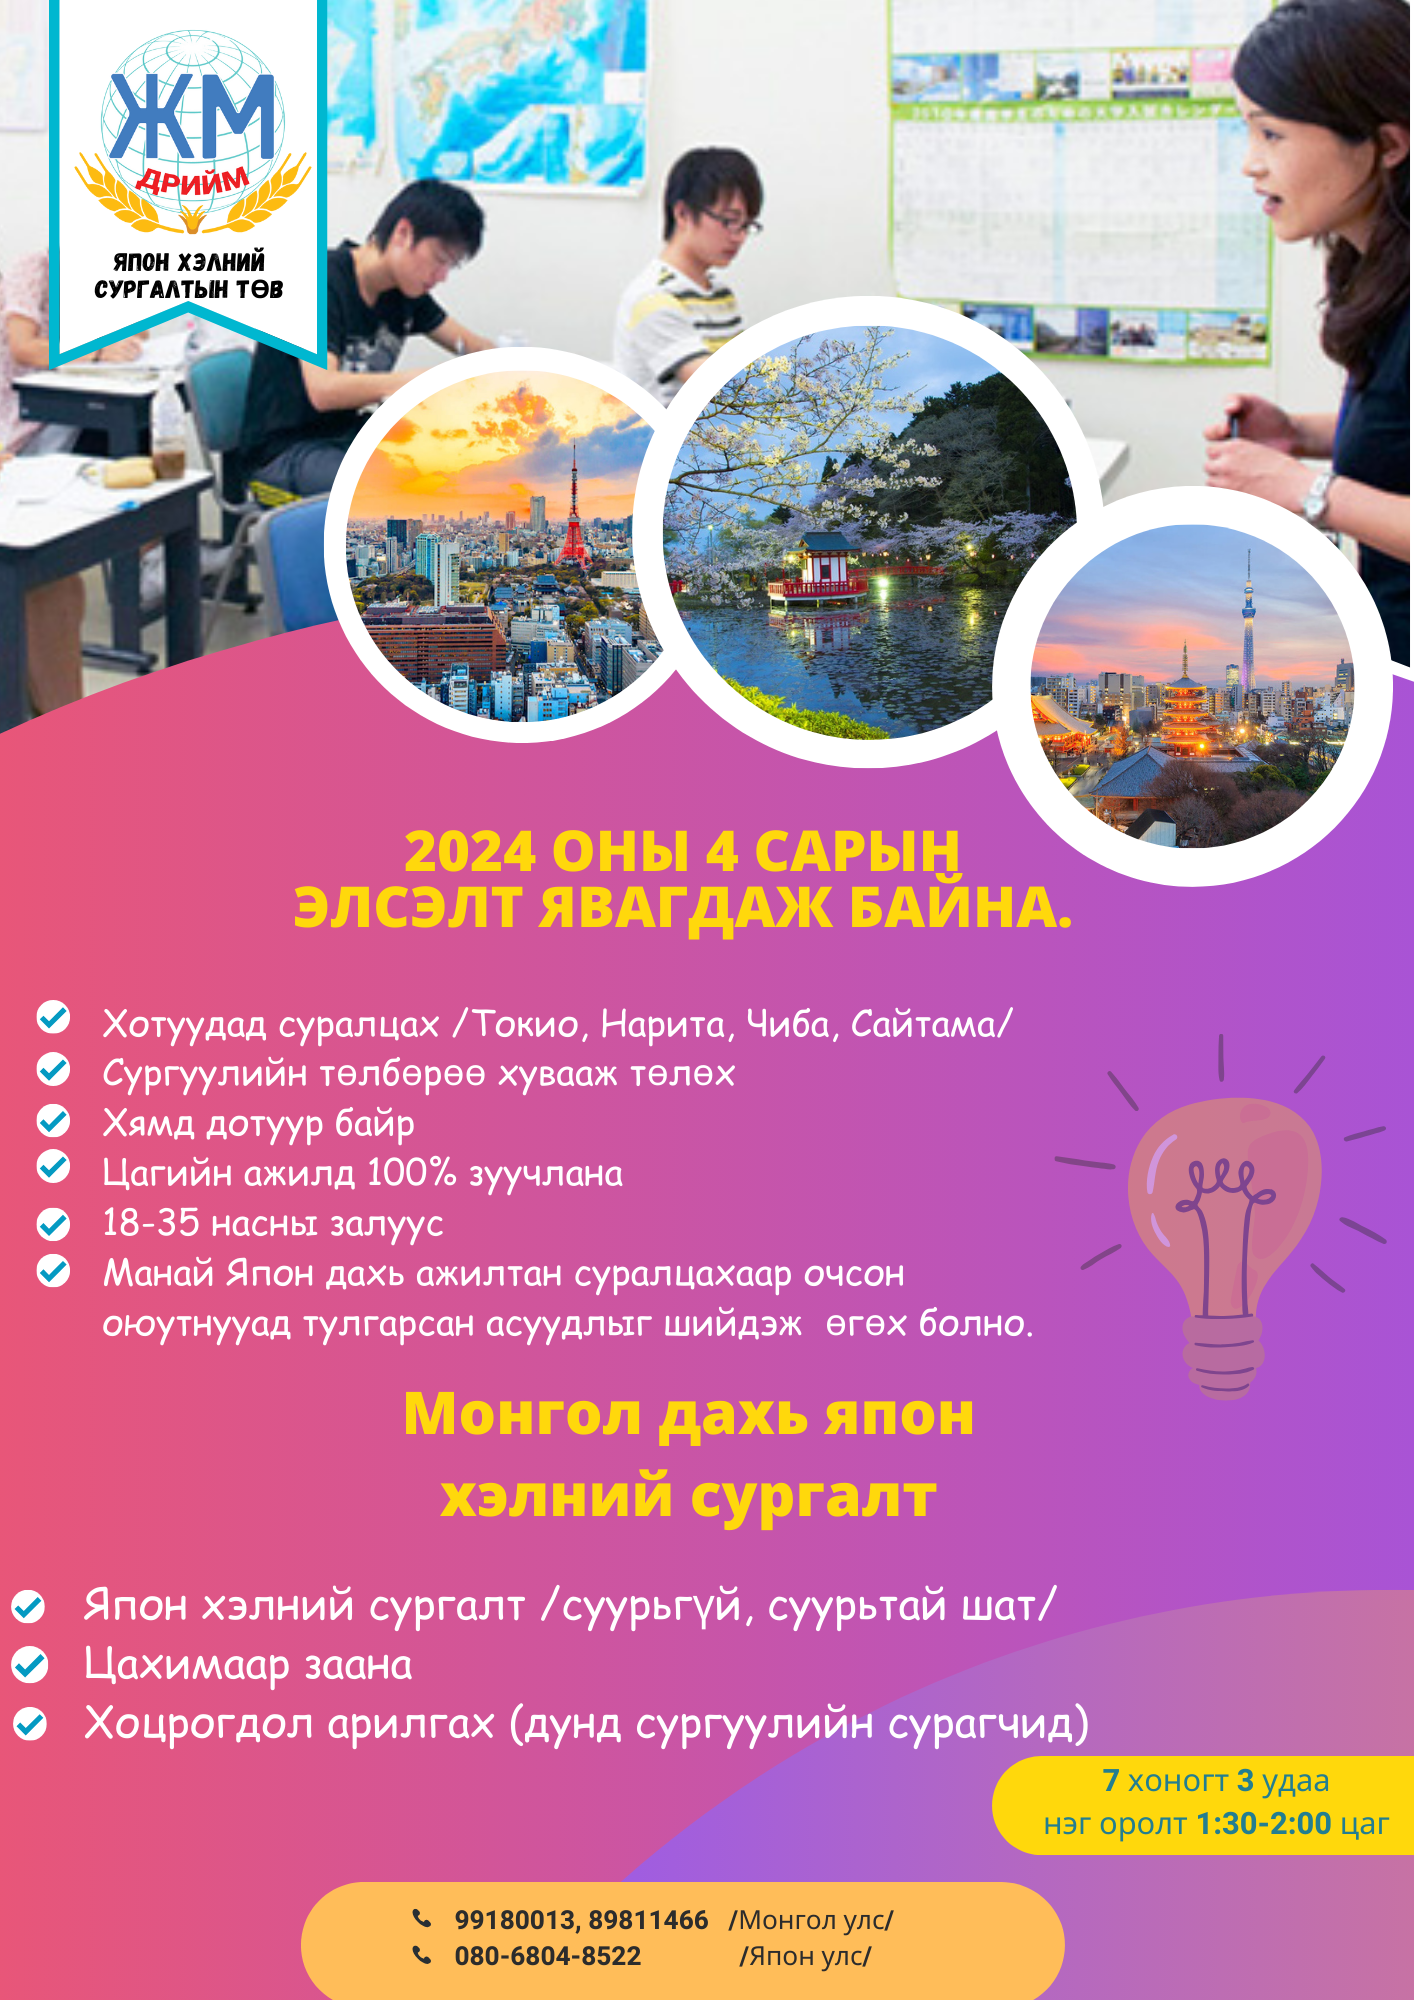 ЖМ
ДРИЙМ
ЯПОН ХЭЛНИЙ
СУРГАЛТЫН ТӨВ
2024 ОНЫ 4 САРЫН
ЭЛСЭЛТ ЯВАГДАЖ БАЙНА.
Хотуудад суралцах /Токио, Нарита, Чиба, Сайтама/
Сургуулийн төлбөрөө хувааж төлөх
Хямд дотуур байр
Цагийн ажилд 100% зуучлана
18-35 насны залуус
Манай Япон дахь ажилтан суралцахаар очсон
оюутнууад тулгарсан асуудлыг шийдэж өгөх болно.
Монгол дахь япон
хэлний сургалт
Япон хэлний сургалт /суурьгүй, суурьтай шат/
Цахимаар заана
Хоцрогдол арилгах (дунд сургуулийн сурагчид)
7 хоногт 3 удаа
нэг оролт 1:30-2:00 цаг
99180013, 89811466 /Монгол улс/
080-6804-8522 /Япон улс/